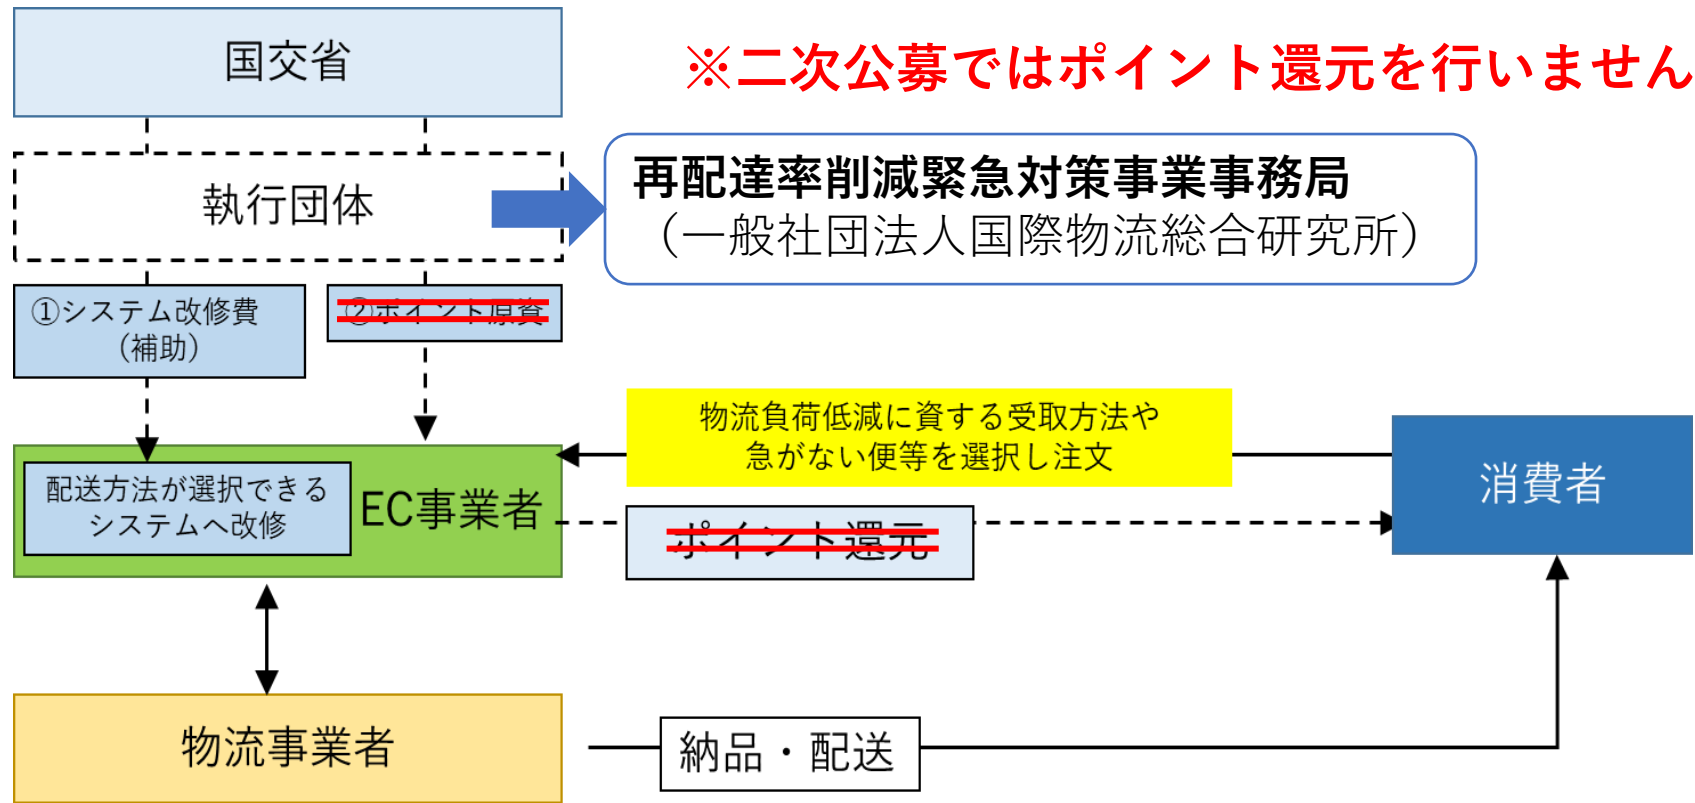 国交省
※二次公募ではポイント還元を行いません
執行団体
再配達率削減緊急対策事業事務局
（一般社団法人国際物流総合研究所）
①システム改修費
（補助）
②ポイント原資
物流負荷低減に資する受取方法や
急がない便等を選択し注文
配送方法が選択できる
システムへ改修
EC事業者
消費者
ポイント還元
物流事業者
納品・配送